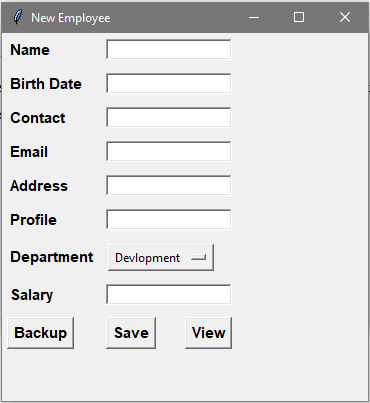 New Employee
Name
Birth Date
Contact
Email
Address
Profile
Department Devlopment
Salary
Backup Save View